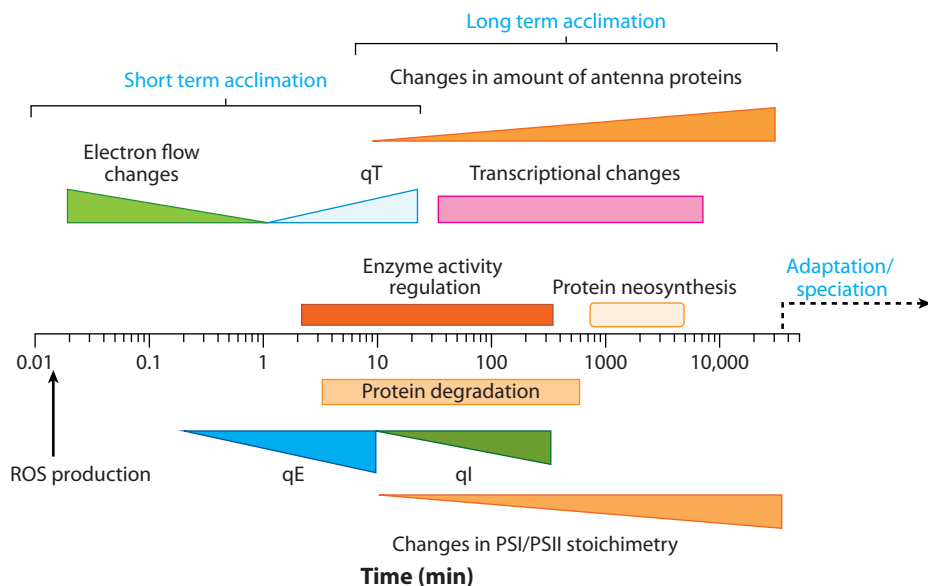 Long term acclimation
Changes in amount of antenna proteins
Short term acclimation
Electron flow
changes
qT
Transcriptional changes
Enzyme activity
regulation
Protein neosynthesis
Adaptation/
speciation
0.01 0.1 1 10 100 1000 10,000
Protein degradation
ROS production
qE
qI
Changes in PSI/PSII stoichimetry
Time (min)